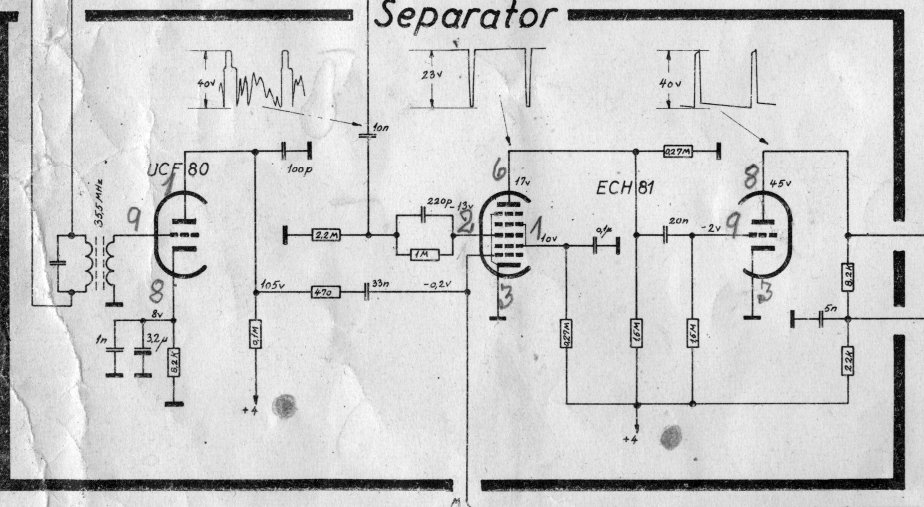 Separator
40v
23v
40v
10n
UCF 80
1
100p
6
17v
0,27M
ECH 81
8
45v
35,5 MHz
9
220p
-13v
2
1
10v
0,1μ
20n
-2v
9
2,2M
1M
8
105v
470
33n
-0,2v
3
3
8,2K
8v
1n
3,2μ
8,2K
0,1M
0,27M
1,6M
1,6M
5n
22K
+4
+4